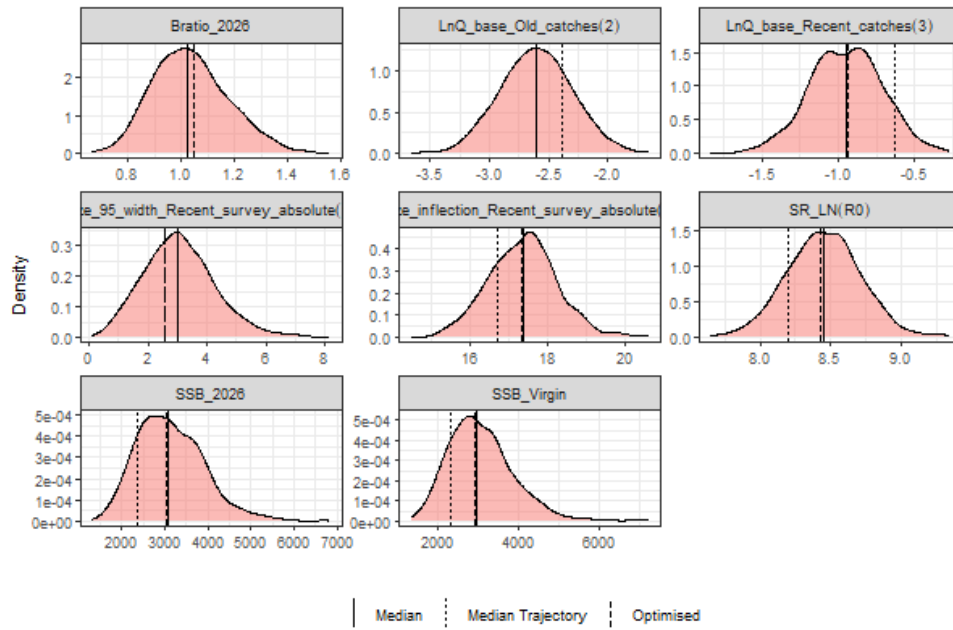 Bratio_2026 LnQ_base_Old_catches(2) LnQ_base_Recent_catches(3)
2
1
0
1.0
0.5
0.0
1.5
1.0
0.5
0.0
0.8 1.0 1.2 1.4 1.6 -3.5 -3.0 -2.5 -2.0 -1.5 -1.0 -0.5
ze_95_width_Recent_survey_absolute( ze_inflection_Recent_survey_absolute( SR_LN(R0)
0.3
0.2
0.1
0.0
0.4
0.3
0.2
0.1
0.0
1.5
1.0
0.5
0.0
0 2 4 6 8 16 18 20 8.0 8.5 9.0
Density
SSB_2026 SSB_Virgin
5e-04
4e-04
3e-04
2e-04
1e-04
0e+00
5e-04
4e-04
3e-04
2e-04
1e-04
0e+00
2000 3000 4000 5000 6000 7000 2000 4000 6000
Median Median Trajectory Optimised